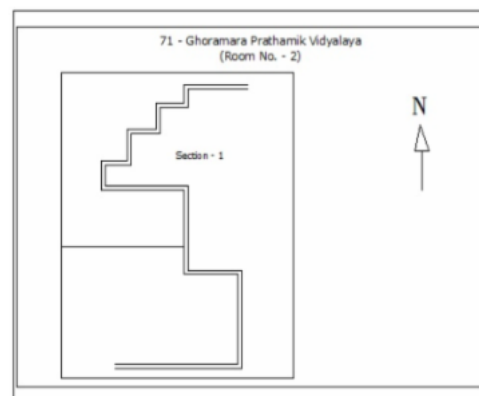 71 - Ghoramara Prathamik Vidyalaya
(Room No. - 2)
N
Section - 1